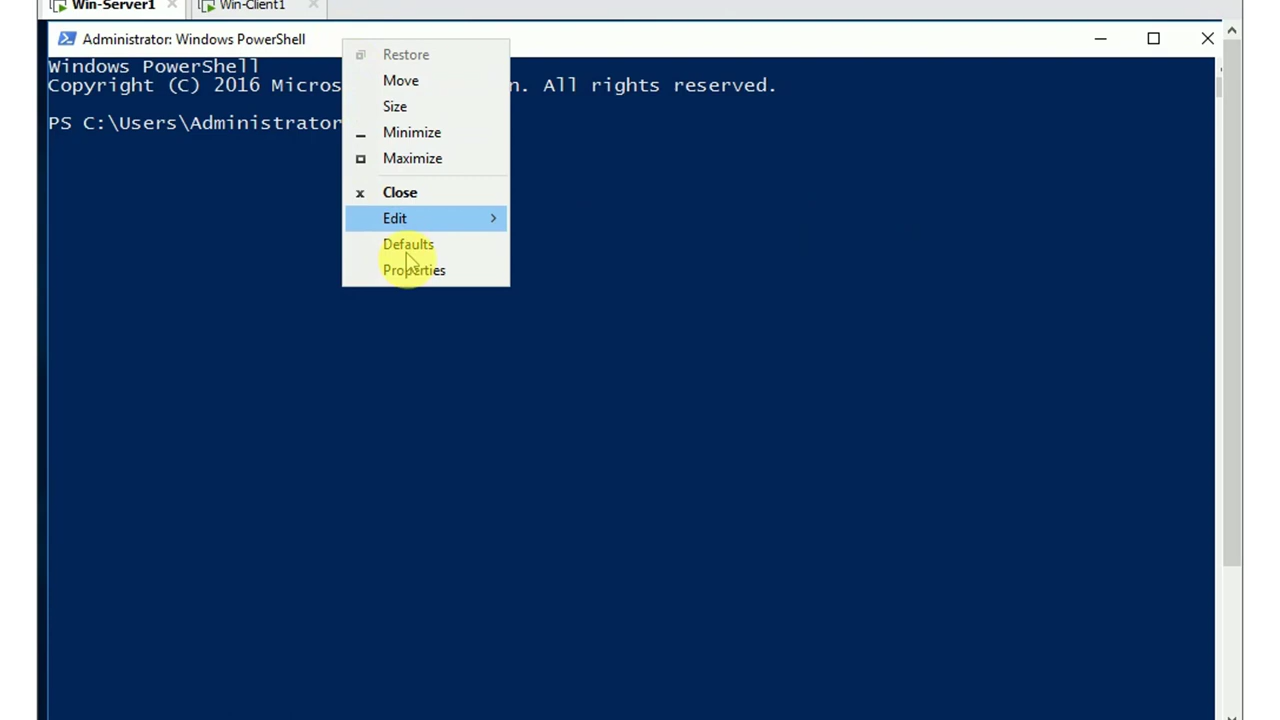 Win-Server1
Win-Client1
Administrator: Windows PowerShell
Windows PowerShell
Copyright (C) 2016 Micros n. All rights reserved.
PS C:\Users\Administrator
Restore
Move
Size
Minimize
Maximize
Close
Edit
Defaults
Properties